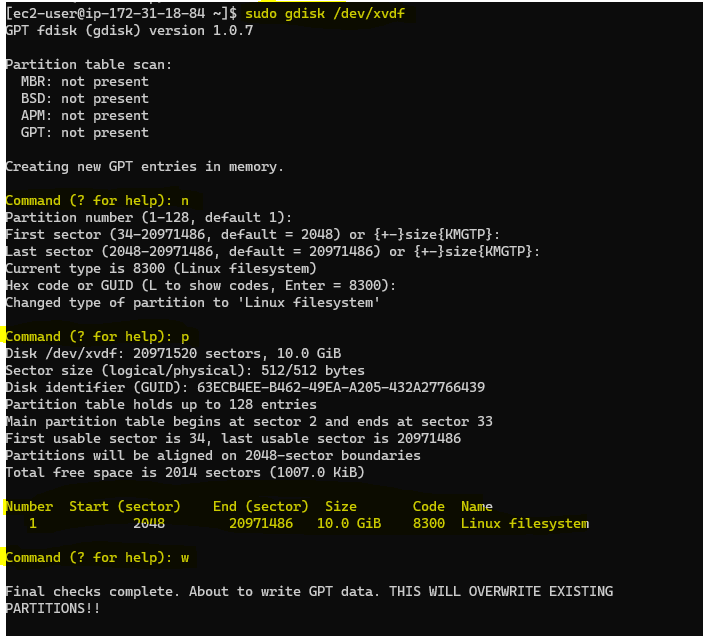 [ec2-user@ip-172-31-18-84 ~]$ sudo gdisk /dev/xvdf
GPT fdisk (gdisk) version 1.0.7
Partition table scan:
MBR: not present
BSD: not present
APM: not present
GPT: not present
Creating new GPT entries in memory.
Command (? for help): n
Partition number (1-128, default 1):
First sector (34-20971486, default = 2048) or {+-}size{KMGTP}:
Last sector (2048-20971486, default = 20971486) or {+-}size{KMGTP}:
Current type is 8300 (Linux filesystem)
Hex code or GUID (L to show codes, Enter = 8300):
Changed type of partition to 'Linux filesystem'
Command (? for help): p
Disk /dev/xvdf: 20971520 sectors, 10.0 GiB
Sector size (logical/physical): 512/512 bytes
Disk identifier (GUID): 63ECB4EE-B462-49EA-A205-432A27766439
Partition table holds up to 128 entries
Main partition table begins at sector 2 and ends at sector 33
First usable sector is 34, last usable sector is 20971486
Partitions will be aligned on 2048-sector boundaries
Total free space is 2014 sectors (1007.0 KiB)
Number  Start (sector)    End (sector)  Size       Code  Name
1            2048        20971486   10.0 GiB    8300  Linux filesystem
Command (? for help): w
Final checks complete. About to write GPT data. THIS WILL OVERWRITE EXISTING
PARTITIONS!!